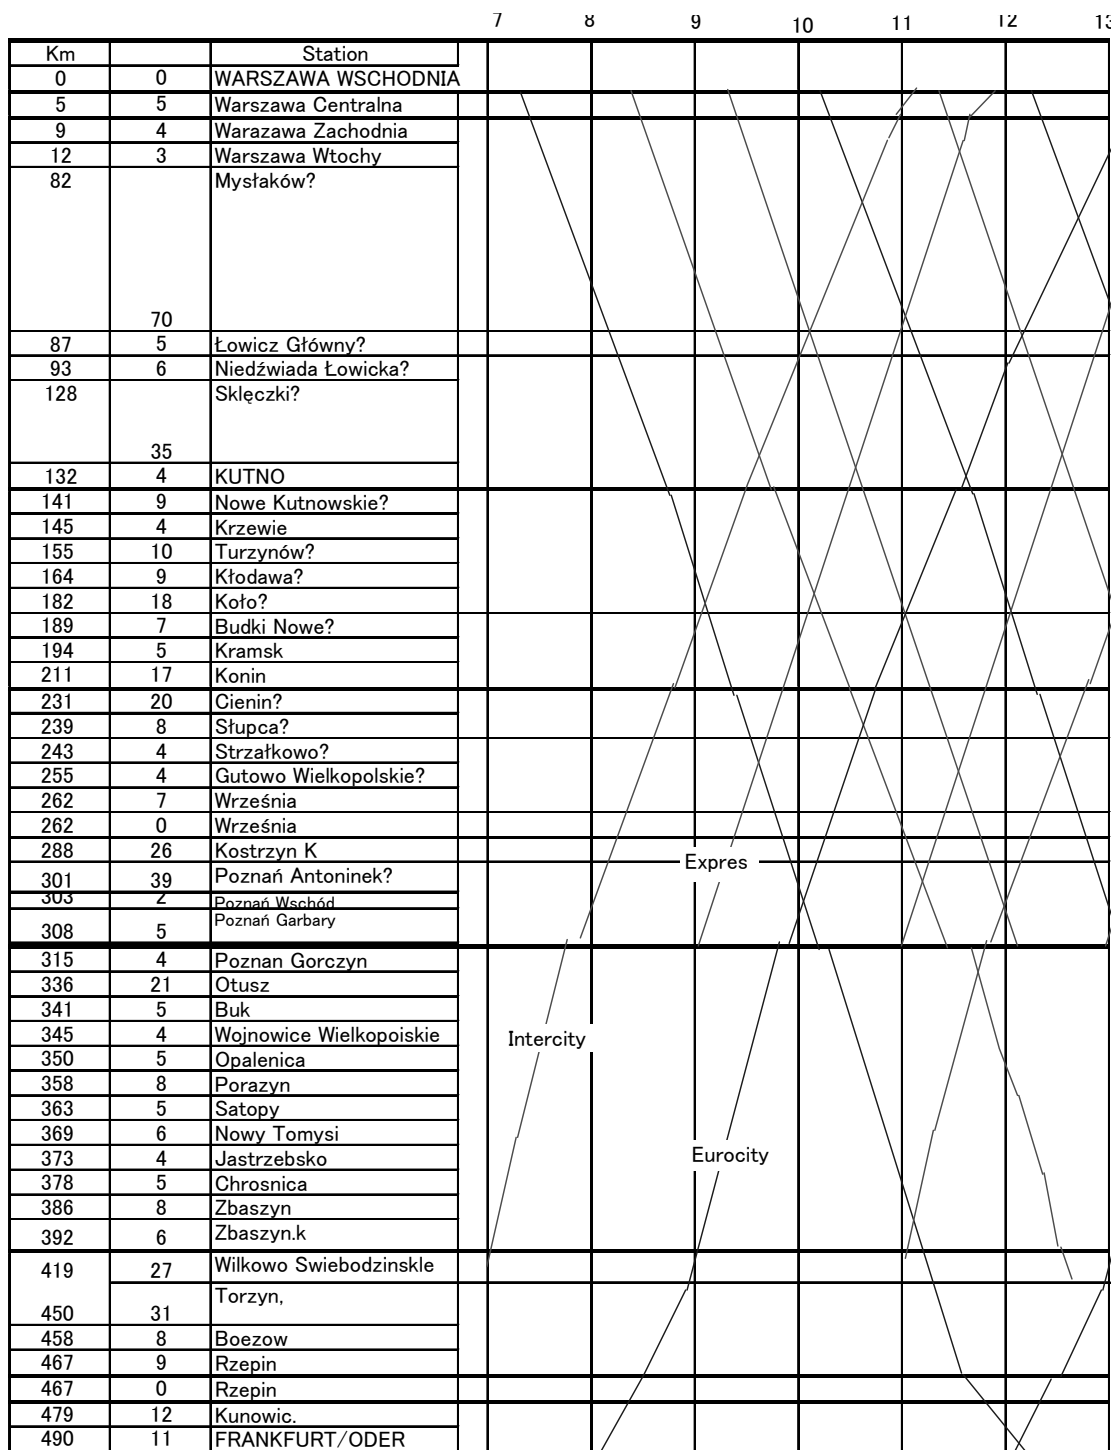 7 8 9 10 11 12 13
Km Station
0 0 WARSZAWA WSCHODNIA
5 5 Warszawa Centralna
9 4 Warazawa Zachodnia
12 3 Warszawa Wtochy
82 70 Mysłaków?
87 5 Łowicz Główny?
93 6 Niedźwiada Łowicka?
128 35 Sklęczki?
132 4 KUTNO
141 9 Nowe Kutnowskie?
145 4 Krzewie
155 10 Turzynów?
164 9 Kłodawa?
182 18 Koło?
189 7 Budki Nowe?
194 5 Kramsk
211 17 Konin
231 20 Cienin?
239 8 Słupca?
243 4 Strzałkowo?
255 4 Gutowo Wielkopolskie?
262 7 Września
262 0 Września
288 26 Kostrzyn K
Expres
301 39 Poznań Antoninek?
303 2 Poznań Wschód
308 5 Poznań Garbary
315 4 Poznan Gorczyn
336 21 Otusz
341 5 Buk
345 4 Wojnowice Wielkopoiskie
Intercity
350 5 Opalenica
358 8 Porazyn
363 5 Satopy
369 6 Nowy Tomysi
373 4 Jastrzebsko
Eurocity
378 5 Chrosnica
386 8 Zbaszyn
392 6 Zbaszyn.k
419 27 Wilkowo Swiebodzinskle
450 31 Torzyn,
458 8 Boezow
467 9 Rzepin
467 0 Rzepin
479 12 Kunowic.
490 11 FRANKFURT/ODER